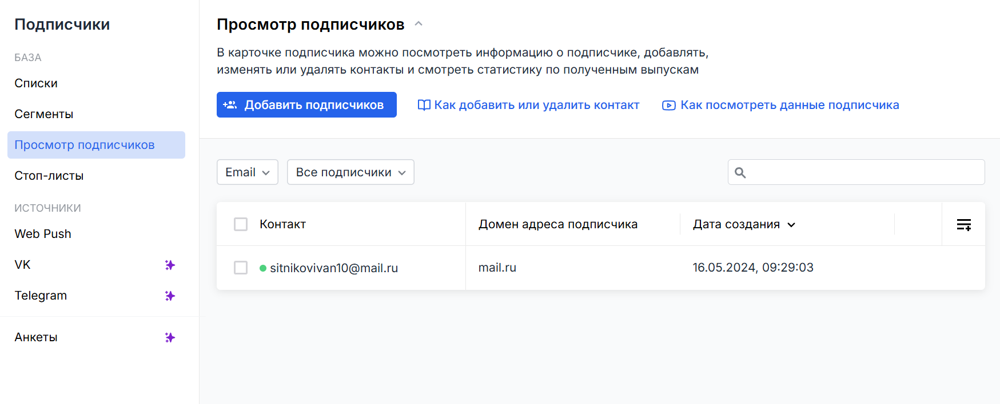 Подписчики
БАЗА
Списки
Сегменты
Просмотр подписчиков
Стоп-листы
ИСТОЧНИКИ
Web Push
VK
Telegram
Анкеты
Просмотр подписчиков
В карточке подписчика можно посмотреть информацию о подписчике, добавлять,
изменять или удалять контакты и смотреть статистику по полученным выпускам
Добавить подписчиков
Как добавить или удалить контакт
Как посмотреть данные подписчика
Email
Все подписчики
Контакт
Домен адреса подписчика
Дата создания
sitnikovivan10@mail.ru
mail.ru
16.05.2024, 09:29:03